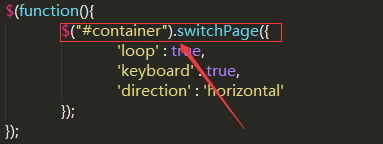 $(function(){
$("#container").switchPage({
'loop' : true,
'keyboard' : true,
'direction' : 'horizontal'
});
});